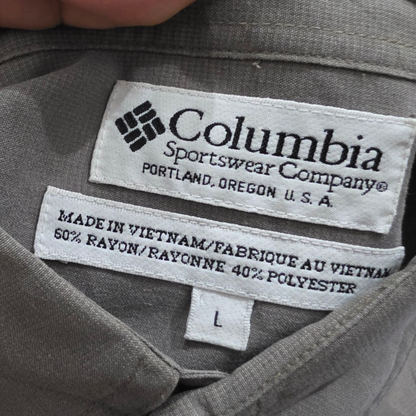 Columbia
Sportswear Company®
PORTLAND, OREGON U.S.A.
MADE IN VIETNAM/FABRIQUE AU VIETNAM
60% RAYON/RAYONNE 40% POLYESTER
L